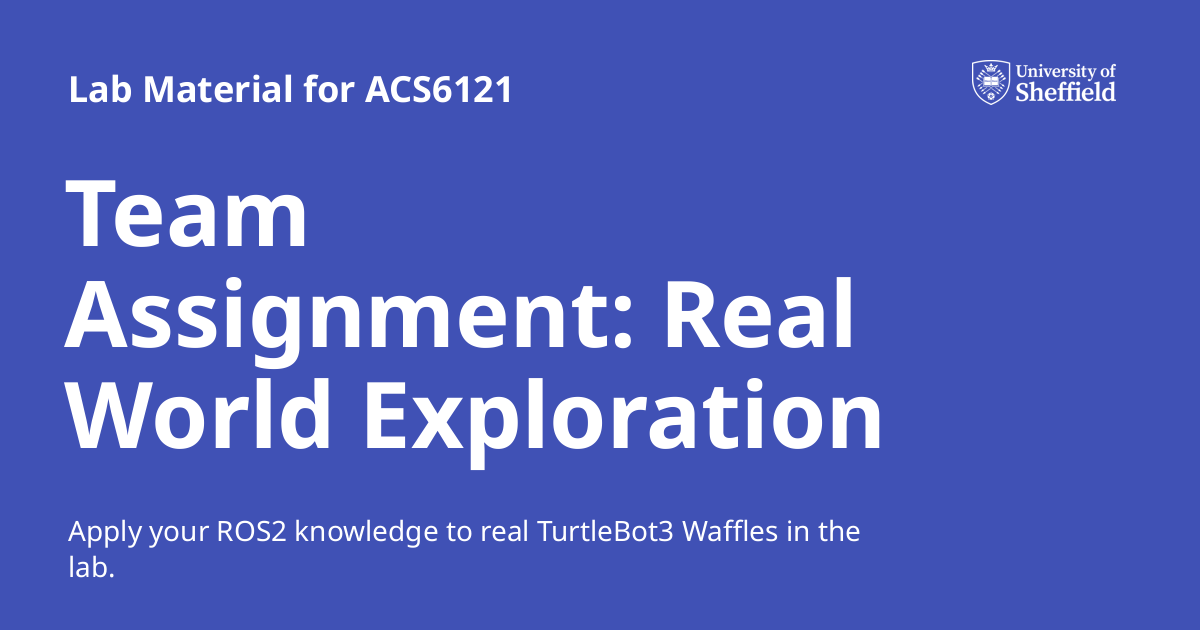 Lab Material for ACS6121
University of
Sheffield
Team
Assignment: Real
World Exploration
Apply your ROS2 knowledge to real TurtleBot3 Waffles in the
lab.